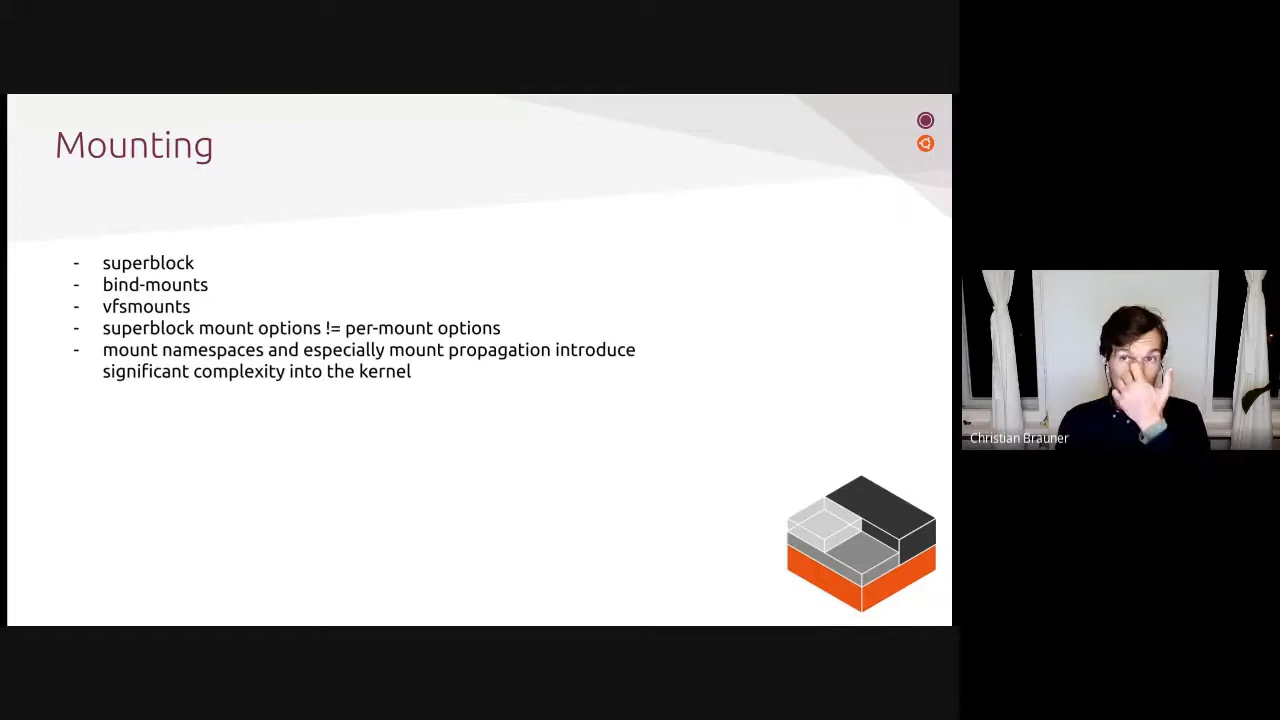 Mounting
- superblock
- bind-mounts
- vfsmounts
- superblock mount options != per-mount options
- mount namespaces and especially mount propagation introduce
significant complexity into the kernel
Christian Brauner